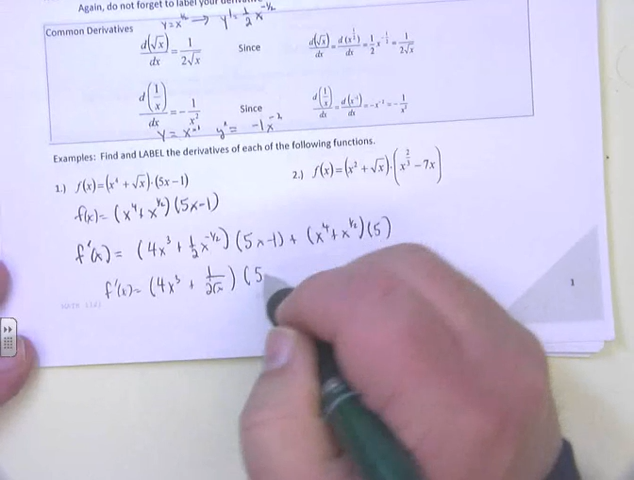 Again, do not forget to label your
y = x^½ → y' = ½ x^-½
Common Derivatives
d(√x)/dx = 1/(2√x) Since d(√x)/dx = d(x^½)/dx = ½ x^-½ = 1/(2√x)
d(1/x)/dx = -1/x² Since d(1/x)/dx = d(x⁻¹)/dx = -x⁻² = -1/x²
y = x⁻¹ y' = -1x⁻²
Examples: Find and LABEL the derivatives of each of the following functions.
1.) f(x)=(x⁴ + √x)·(5x−1)
2.) f(x)=(x³ + √x)·(x^⅔ − 7x)
f(x) = (x⁴ + x^½)(5x−1)
f'(x) = (4x³ + ½x^-½)(5x−1) + (x⁴ + x^½)(5)
f'(x) = (4x³ + 1/(2√x))(5
1